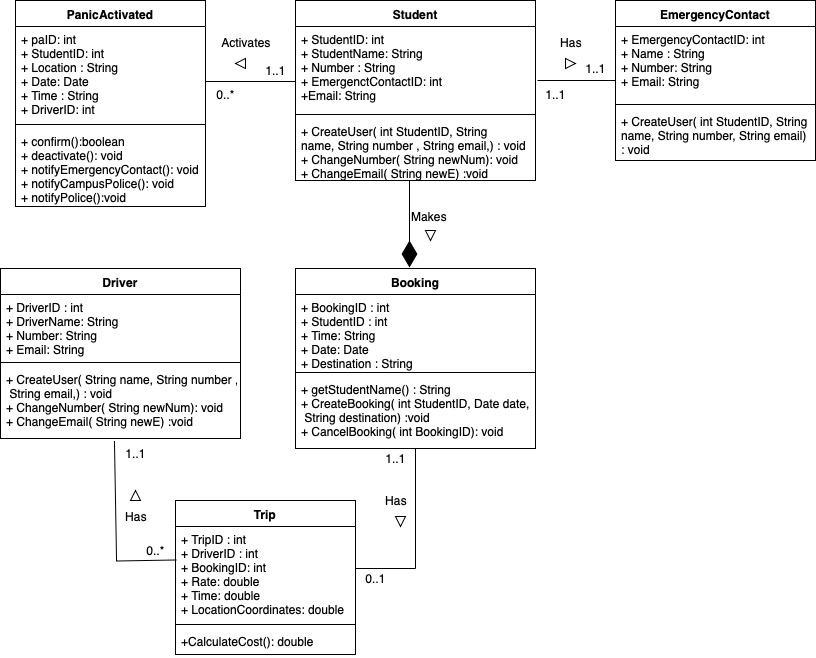 PanicActivated
+ paID: int
+ StudentID: int
+ Location : String
+ Date: Date
+ Time : String
+ DriverID: int
+ confirm():boolean
+ deactivate(): void
+ notifyEmergencyContact(): void
+ notifyCampusPolice(): void
+ notifyPolice():void
Activates
1..1
0..*
Student
+ StudentID: int
+ StudentName: String
+ Number : String
+ EmergenctContactID: int
+Email: String
+ CreateUser( int StudentID, String
name, String number , String email,) : void
+ ChangeNumber( String newNum): void
+ ChangeEmail( String newE) :void
Has
1..1
1..1
EmergencyContact
+ EmergencyContactID: int
+ Name : String
+ Number: String
+ Email: String
+ CreateUser( int StudentID, String
name, String number, String email)
: void
Makes
Driver
+ DriverID : int
+ DriverName: String
+ Number: String
+ Email: String
+ CreateUser( String name, String number ,
String email,) : void
+ ChangeNumber( String newNum): void
+ ChangeEmail( String newE) :void
Booking
+ BookingID : int
+ StudentID : int
+ Time: String
+ Date: Date
+ Destination : String
+ getStudentName() : String
+ CreateBooking( int StudentID, Date date,
String destination) :void
+ CancelBooking( int BookingID): void
1..1
Has
0..*
1..1
Has
0..1
Trip
+ TripID : int
+ DriverID : int
+ BookingID: int
+ Rate: double
+ Time: double
+ LocationCoordinates: double
+CalculateCost(): double